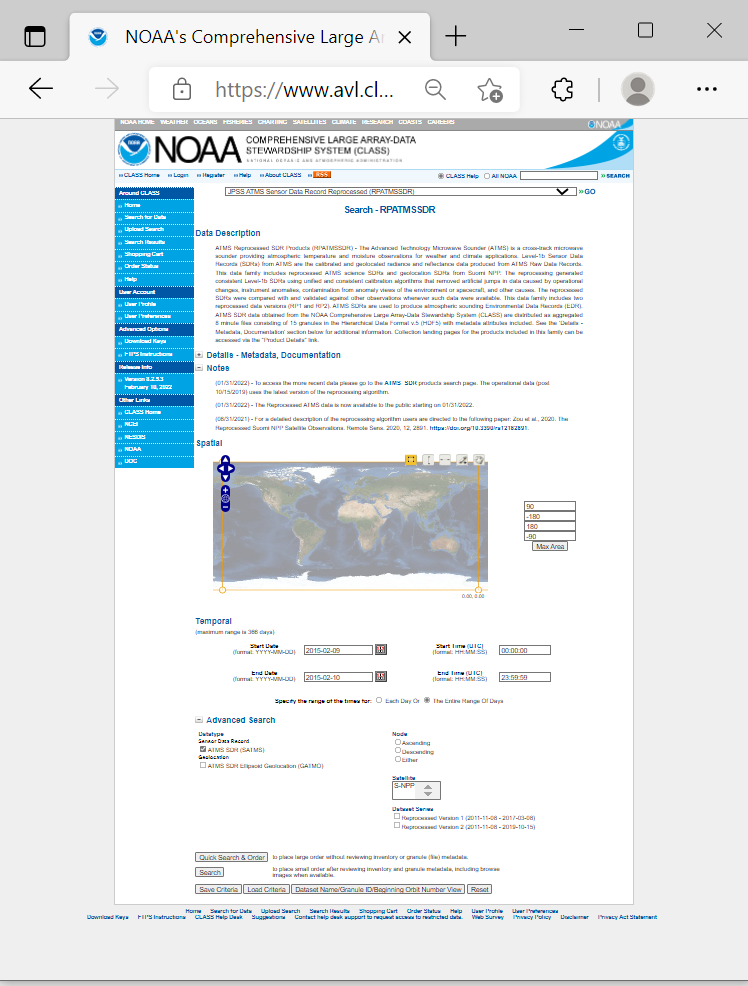 NOAA's Comprehensive Large A
https://www.avl.cl...
NOAA HOME WEATHER OCEANS FISHERIES CHARTING SATELLITES CLIMATE RESEARCH COASTS CAREERS
NOAA
NOAA COMPREHENSIVE LARGE ARRAY-DATA
STEWARDSHIP SYSTEM (CLASS)
NATIONAL OCEANIC AND ATMOSPHERIC ADMINISTRATION
CLASS Home Login Register Help About CLASS RSS CLASS Help All NOAA »SEARCH
Around CLASS
Home
Search for Data
Upload Search
Search Results
Shopping Cart
Order Status
Help
User Account
User Profile
User Preferences
Advanced Options
Download Keys
FTPS Instructions
Release Info
Version 8.2.3.3
February 18, 2022
Other Links
CLASS Home
NCEI
NESDIS
NOAA
DOC
JPSS ATMS Sensor Data Record Reprocessed (RPATMSSDR) »GO
Search - RPATMSSDR
Data Description
ATMS Reprocessed SDR Products (RPATMSSDR) - The Advanced Technology Microwave Sounder (ATMS) is a cross-track microwave
sounder providing atmospheric temperature and moisture observations for weather and climate applications. Level-1b Sensor Data
Records (SDRs) from ATMS are the calibrated and geolocated radiance and reflectance data produced from ATMS Raw Data Records.
This data family includes reprocessed ATMS science SDRs and geolocation SDRs from Suomi NPP. The reprocessing generated
consistent Level-1b SDRs using unified and consistent calibration algorithms that removed artificial jumps in data caused by operational
changes, instrument anomalies, contamination from anomaly views of the environment or spacecraft, and other causes. The reprocessed
SDRs were compared with and validated against other observations whenever such data were available. This data family includes two
reprocessed data versions (RP1 and RP2). ATMS SDRs are used to produce atmospheric sounding Environmental Data Records (EDR).
ATMS SDR data obtained from the NOAA Comprehensive Large Array-Data Stewardship System (CLASS) are distributed as aggregated
8 minute files consisting of 15 granules in the Hierarchical Data Format v.5 (HDF5) with metadata attributes included. See the 'Details -
Metadata, Documentation' section below for additional information. Collection landing pages for the products included in this family can be
accessed via the "Product Details" link.
Details - Metadata, Documentation
Notes
(01/31/2022) - To access the more recent data please go to the ATMS_SDR products search page. The operational data (post
10/15/2019) uses the latest version of the reprocessing algorithm.
(01/31/2022) - The Reprocessed ATMS data is now available to the public starting on 01/31/2022.
(08/31/2021) - For a detailed description of the reprocessing algorithm users are directed to the following paper: Zou et al., 2020. The
Reprocessed Suomi NPP Satellite Observations. Remote Sens. 2020, 12, 2891. https://doi.org/10.3390/rs12182891.
Spatial
90
-180
180
-90
Max Area
0.00, 0.00
Temporal
(maximum range is 366 days)
Start Date
(format: YYYY-MM-DD) 2015-02-09
Start Time (UTC)
(format: HH:MM:SS) 00:00:00
End Date
(format: YYYY-MM-DD) 2015-02-10
End Time (UTC)
(format: HH:MM:SS) 23:59:59
Specify the range of the times for: Each Day Or The Entire Range Of Days
Advanced Search
Datatype
Sensor Data Record
ATMS SDR (SATMS)
Geolocation
ATMS SDR Ellipsoid Geolocation (GATMO)
Node
Ascending
Descending
Either
Satellite
S-NPP
Dataset Series
Reprocessed Version 1 (2011-11-08 - 2017-03-08)
Reprocessed Version 2 (2011-11-08 - 2019-10-15)
Quick Search & Order to place large order without reviewing inventory or granule (file) metadata.
Search to place small order after reviewing inventory and granule metadata, including browse
images when available.
Save Criteria Load Criteria Dataset Name/Granule ID/Beginning Orbit Number View Reset
Home Search for Data Upload Search Search Results Shopping Cart Order Status Help User Profile User Preferences
Download Keys FTPS Instructions CLASS Help Desk Suggestions Contact help desk support to request access to restricted data. Web Survey Privacy Policy Disclaimer Privacy Act Statement